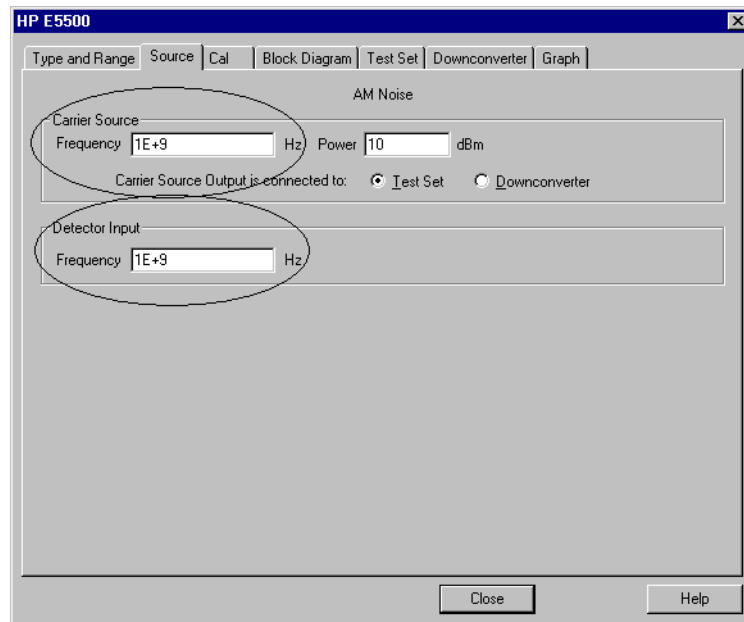 HP E5500
Type and Range Source Cal Block Diagram Test Set Downconverter Graph
AM Noise
Carrier Source
Frequency 1E+9 Hz Power 10 dBm
Carrier Source Output is connected to: Test Set Downconverter
Detector Input
Frequency 1E+9 Hz
Close Help